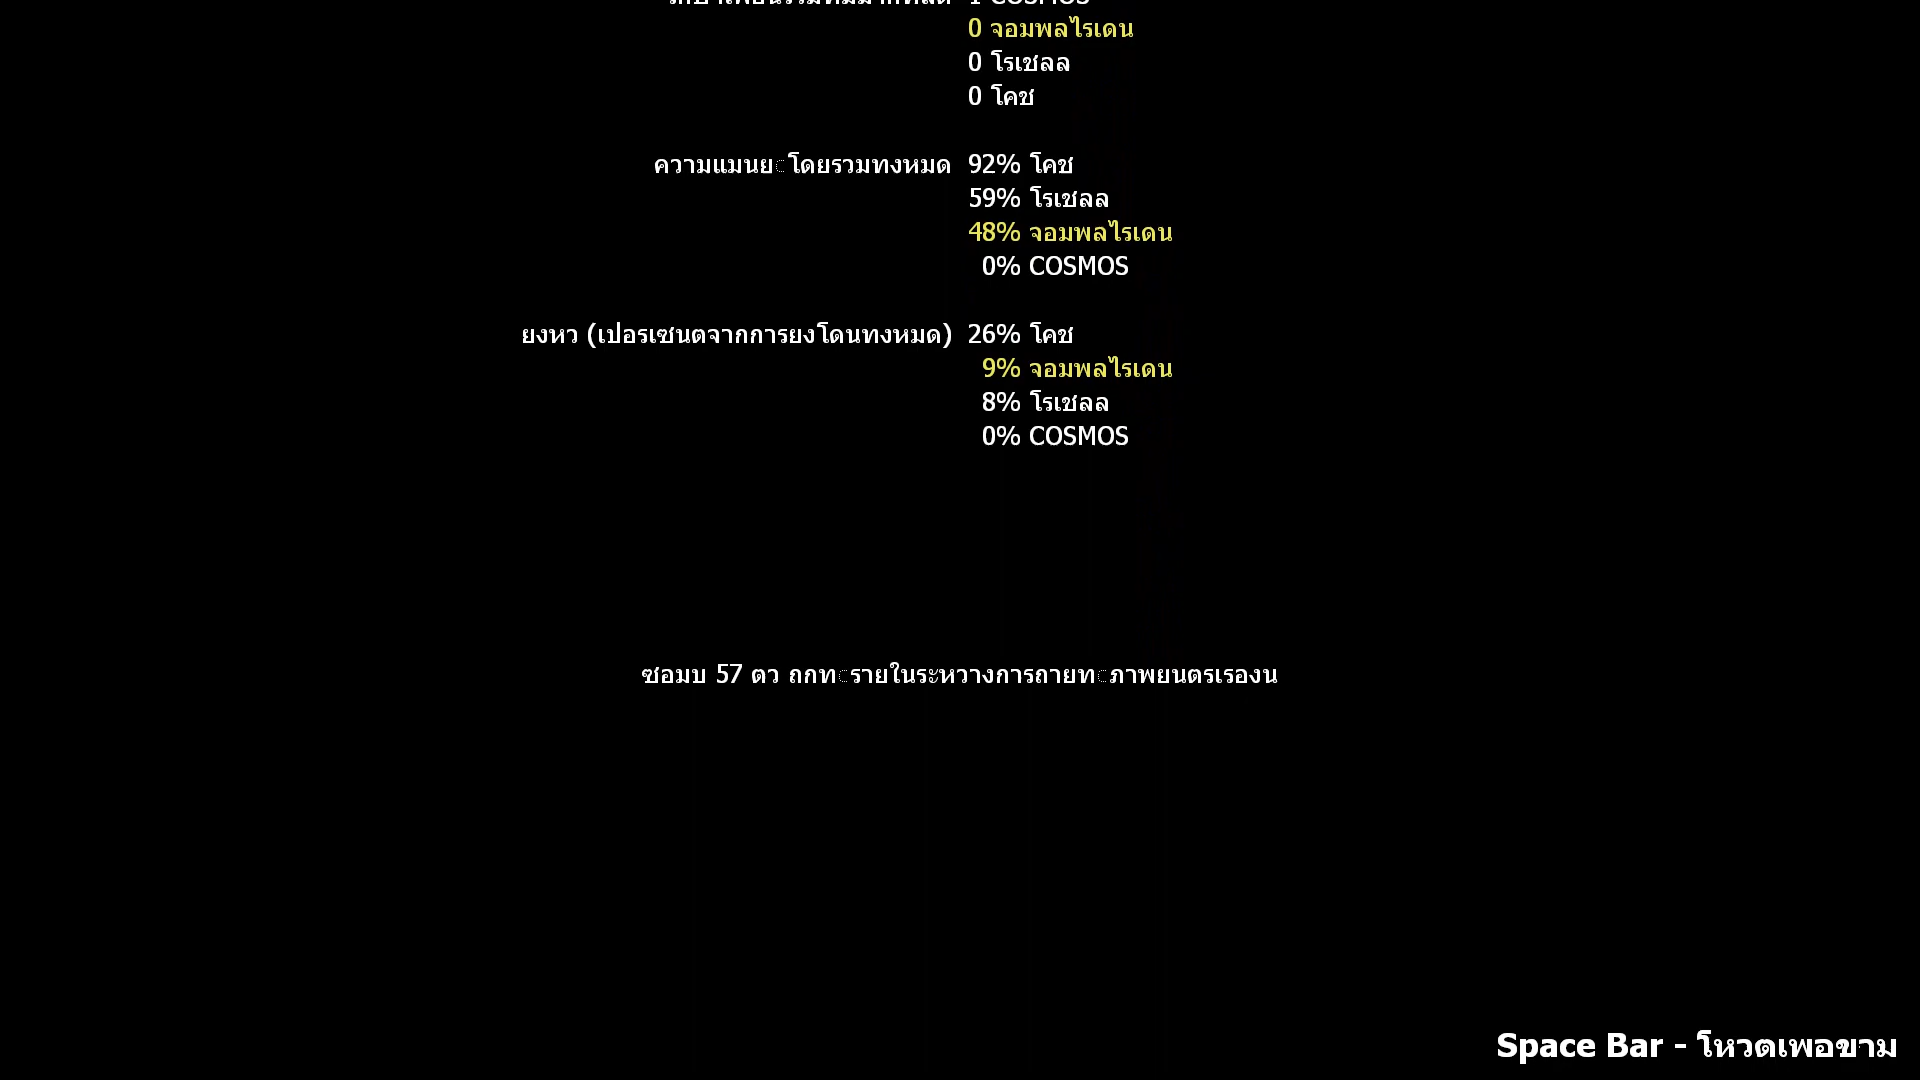 1 COSMOS
0 จอมพลไรเดน
0 โรเชลล
0 โคช
ความแมนย์โดยรวมทงหมด 92% โคช
59% โรเชลล
48% จอมพลไรเดน
0% COSMOS
ยงหว (เปอรเซนตจากการยงโดนทงหมด) 26% โคช
9% จอมพลไรเดน
8% โรเชลล
0% COSMOS
ซอมบ 57 ตว ถกท◌รายในระหวางการถายท◌ภาพยนตรเรองน
Space Bar - โหวตเพอขาม